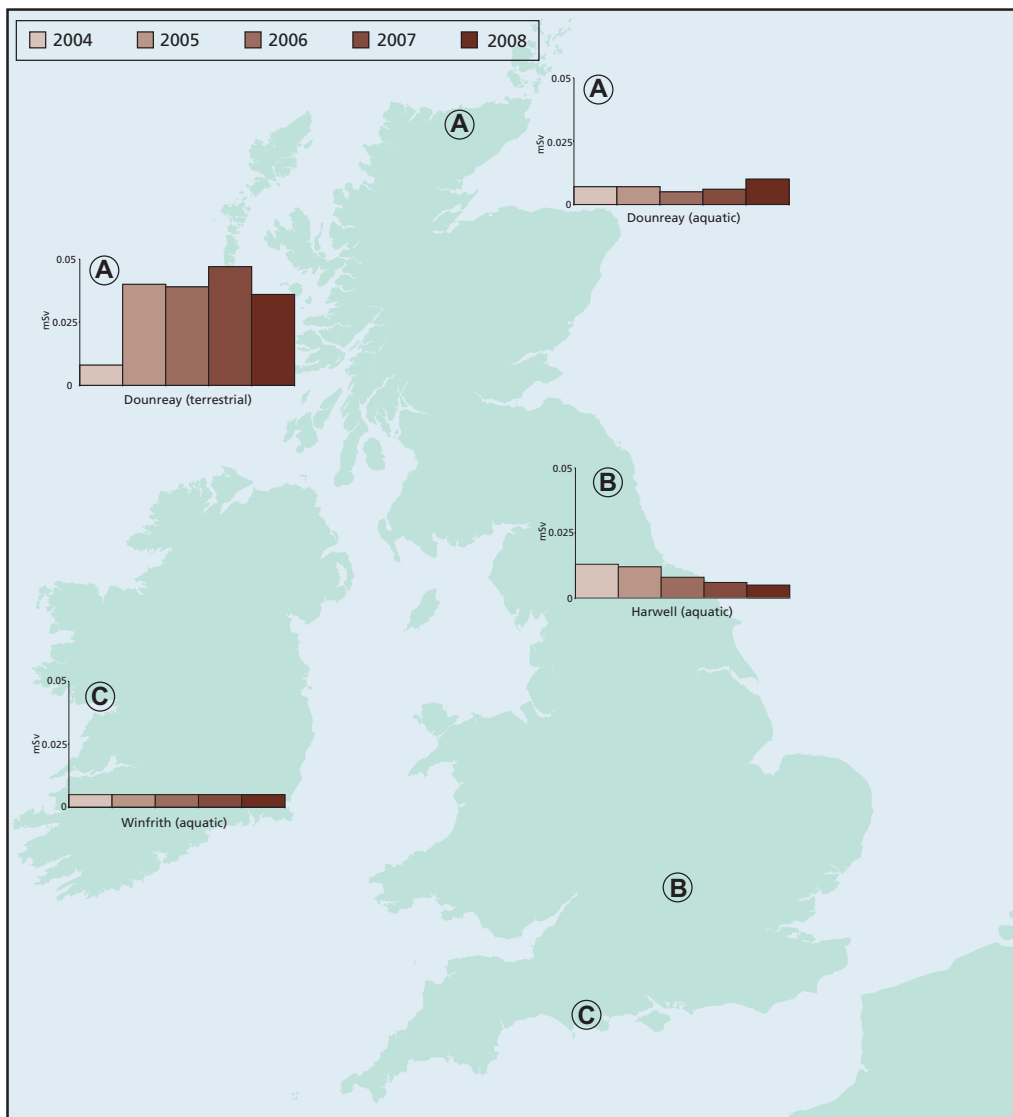 2004 2005 2006 2007 2008
A
A
0.05
0.025
0
mSv
Dounreay (aquatic)
A
0.05
0.025
0
mSv
Dounreay (terrestrial)
B
0.05
0.025
0
mSv
Harwell (aquatic)
C
0.05
0.025
0
mSv
Winfrith (aquatic)
B
C